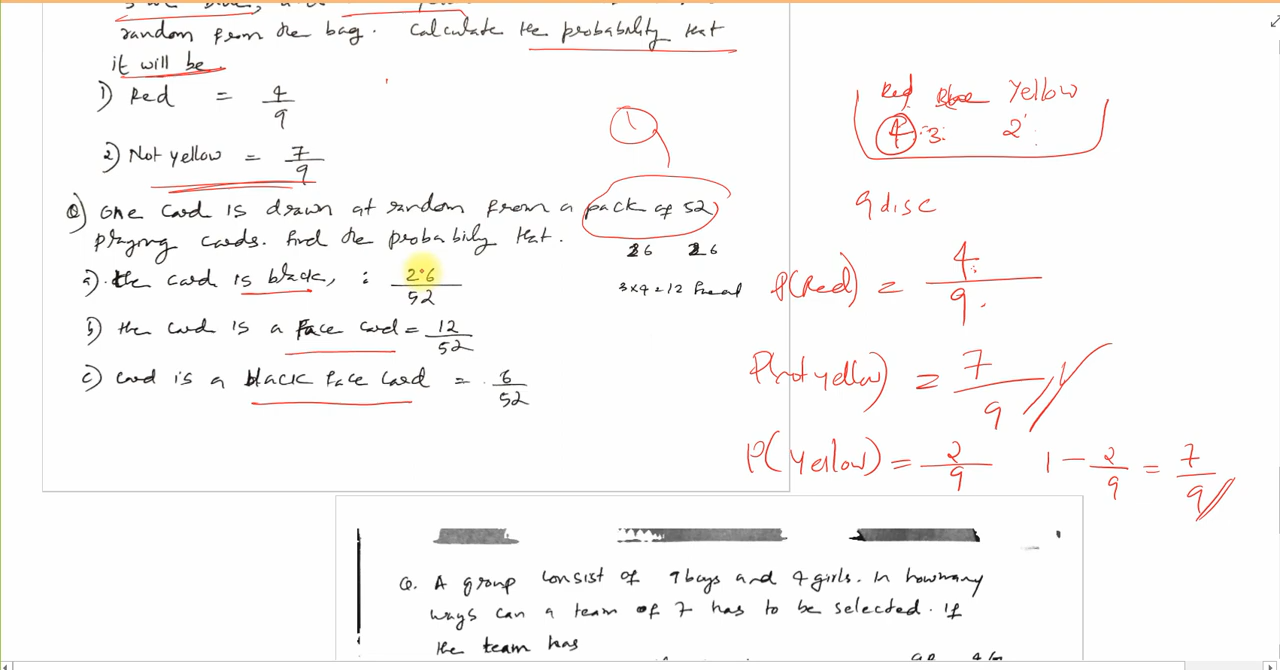 random from the bag. Calculate the probability that
it will be
1) Red = 4/9
2) Not yellow = 7/9
Q) One card is drawn at random from a pack of 52
playing cards. find the probability that.
a). the card is black, : 26/52
b) the card is a Face card = 12/52
c) card is a black face card = 6/52
26 26
3x4 = 12
1
Red Blue Yellow
4 3 2
9 disc
P(Red) = 4/9
P(not yellow) = 7/9
P(yellow) = 2/9 1 - 2/9 = 7/9
Q. A group consist of 9 boys and 4 girls. In how many
ways can a team of 7 has to be selected. If
the team has